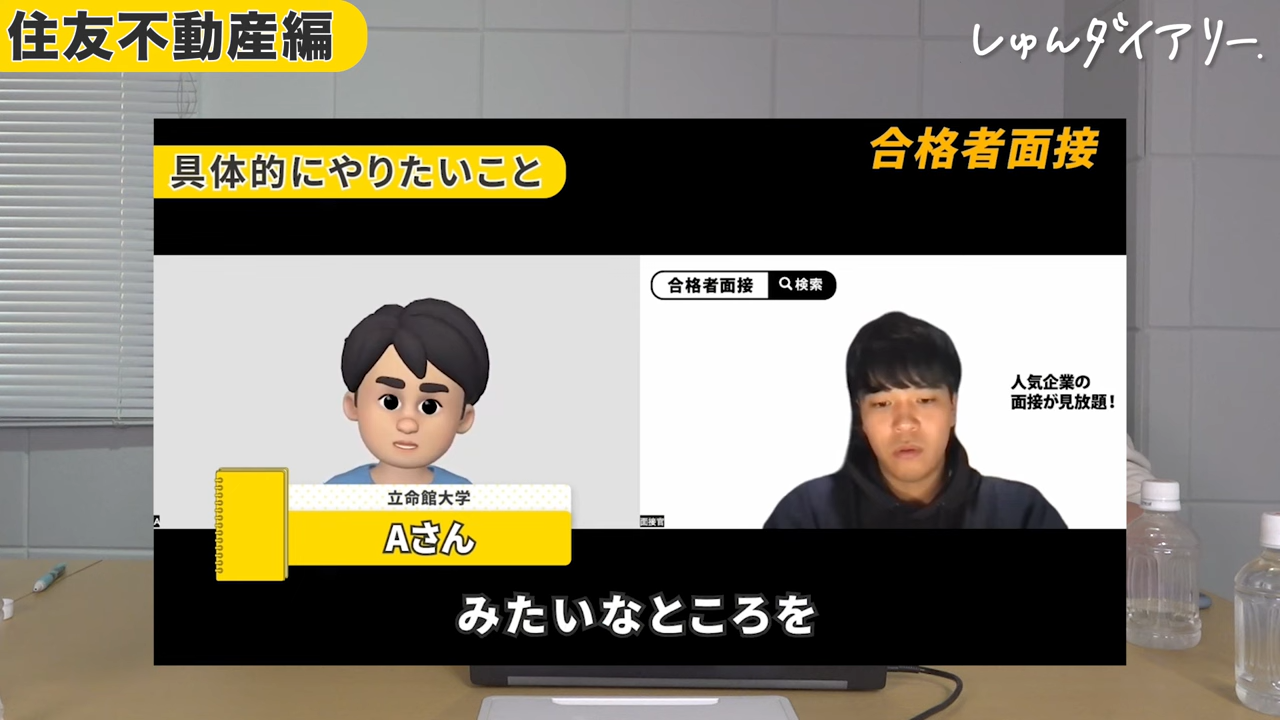 住友不動産編
しゅんダイアリー.
具体的にやりたいこと
合格者面接
合格者面接
検索
人気企業の
面接が見放題！
立命館大学
Aさん
A
面接官
みたいなところを